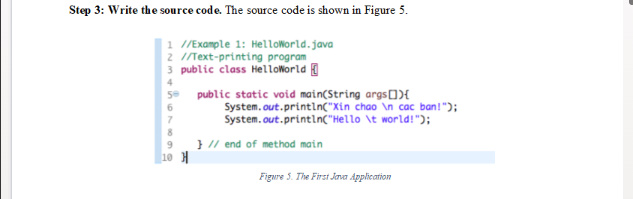 Step 3: Write the source code. The source code is shown in Figure 5.
1 //Example 1: HelloWorld.java
2 //Text-printing program
3 public class HelloWorld {
4
5 public static void main(String args[]){
6 System.out.println("Xin chao \n cac ban!");
7 System.out.println("Hello \t world!");
8
9 } // end of method main
10 }
Figure 5. The First Java Application